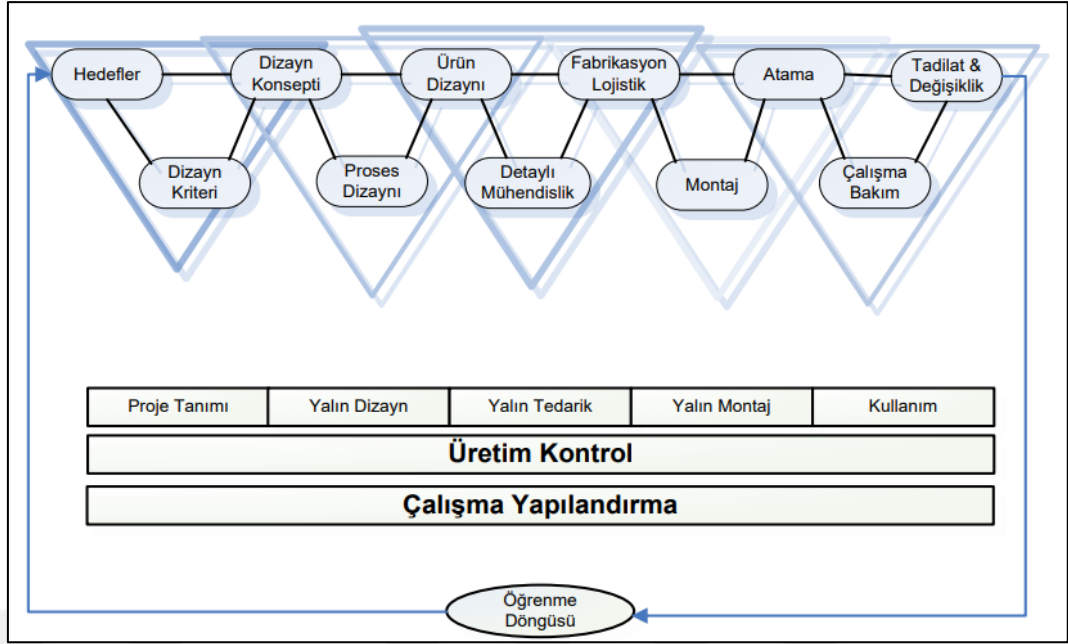 Hedefler
Dizayn
Konsepti
Ürün
Dizaynı
Fabrikasyon
Lojistik
Atama
Tadilat &
Değişiklik
Dizayn
Kriteri
Proses
Dizaynı
Detaylı
Mühendislik
Montaj
Çalışma
Bakım
Proje Tanımı
Yalın Dizayn
Yalın Tedarik
Yalın Montaj
Kullanım
Üretim Kontrol
Çalışma Yapılandırma
Öğrenme
Döngüsü